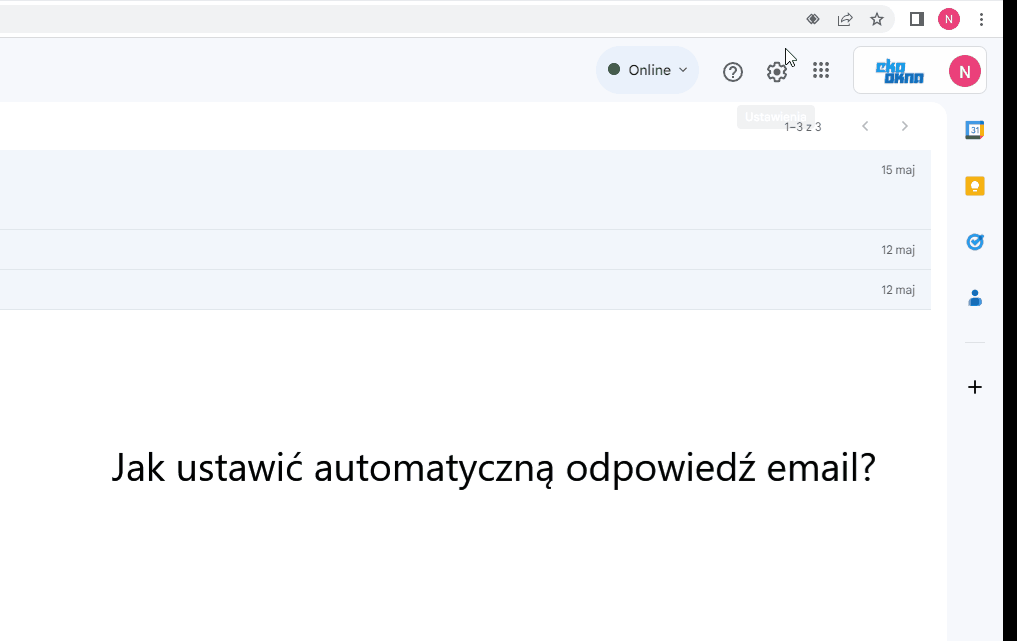 N
Online
eko
okna
N
Ustawienia
1–3 z 3
31
15 maj
12 maj
12 maj
Jak ustawić automatyczną odpowiedź email?